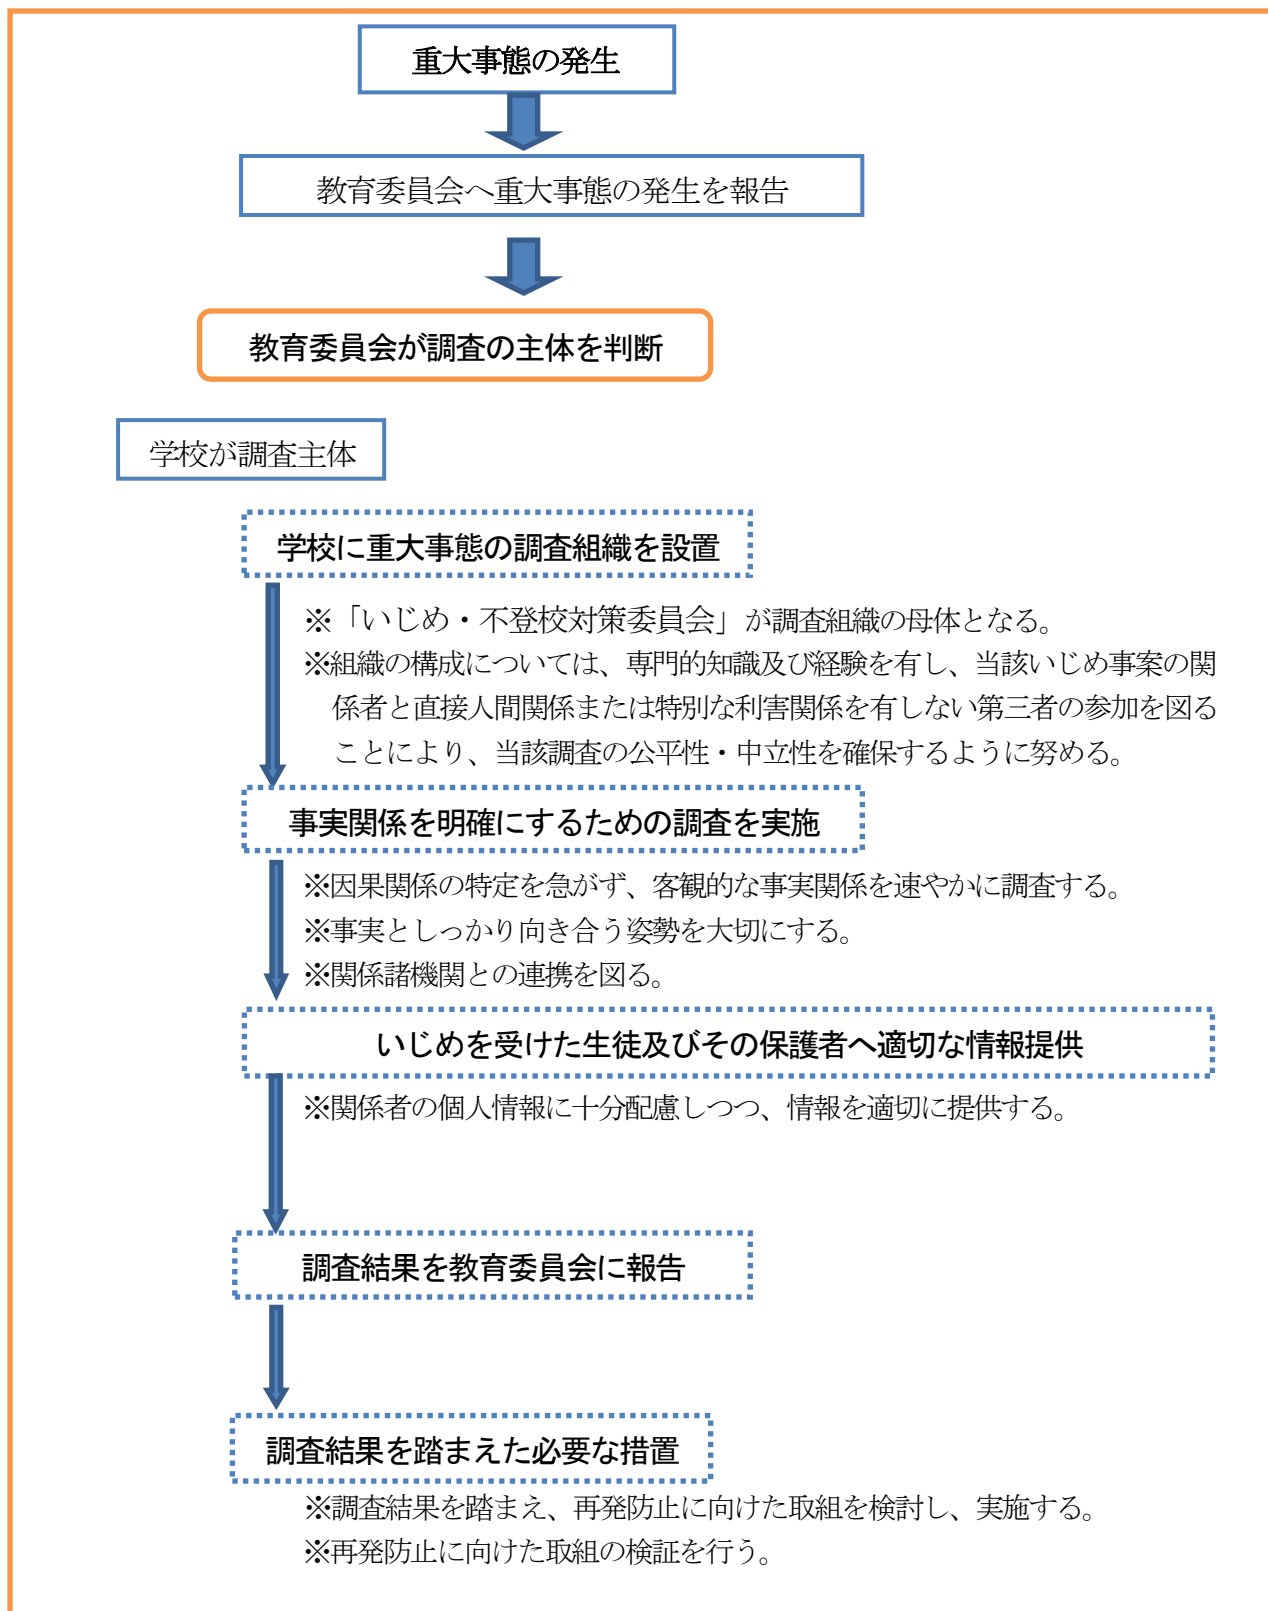 重大事態の発生
教育委員会へ重大事態の発生を報告
教育委員会が調査の主体を判断
学校が調査主体
学校に重大事態の調査組織を設置
※「いじめ・不登校対策委員会」が調査組織の母体となる。
※組織の構成については、専門的知識及び経験を有し、当該いじめ事案の関
係者と直接人間関係または特別な利害関係を有しない第三者の参加を図る
ことにより、当該調査の公平性・中立性を確保するように努める。
事実関係を明確にするための調査を実施
※因果関係の特定を急がず、客観的な事実関係を速やかに調査する。
※事実としっかり向き合う姿勢を大切にする。
※関係諸機関との連携を図る。
いじめを受けた生徒及びその保護者へ適切な情報提供
※関係者の個人情報に十分配慮しつつ、情報を適切に提供する。
調査結果を教育委員会に報告
調査結果を踏まえた必要な措置
※調査結果を踏まえ、再発防止に向けた取組を検討し、実施する。
※再発防止に向けた取組の検証を行う。